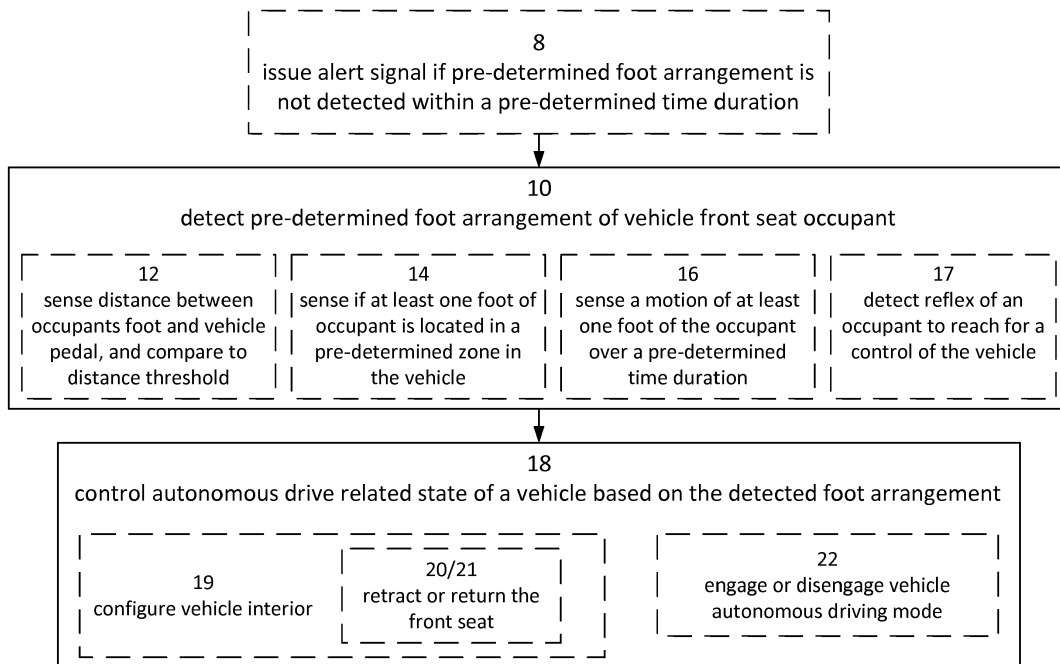 8
issue alert signal if pre-determined foot arrangement is
not detected within a pre-determined time duration
10
detect pre-determined foot arrangement of vehicle front seat occupant
12
sense distance between
occupants foot and vehicle
pedal, and compare to
distance threshold
14
sense if at least one foot of
occupant is located in a
pre-determined zone in
the vehicle
16
sense a motion of at least
one foot of the occupant
over a pre-determined
time duration
17
detect reflex of an
occupant to reach for a
control of the vehicle
18
control autonomous drive related state of a vehicle based on the detected foot arrangement
19
configure vehicle interior
20/21
retract or return the
front seat
22
engage or disengage vehicle
autonomous driving mode